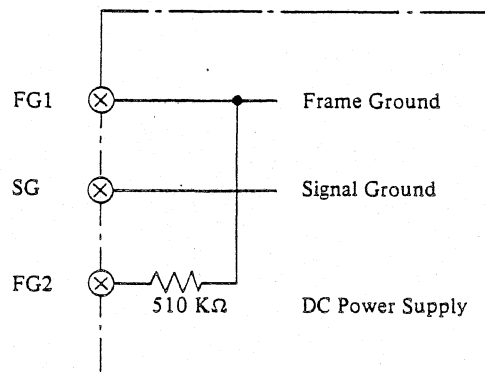 FG1 Frame Ground
SG Signal Ground
FG2
510 KΩ
DC Power Supply